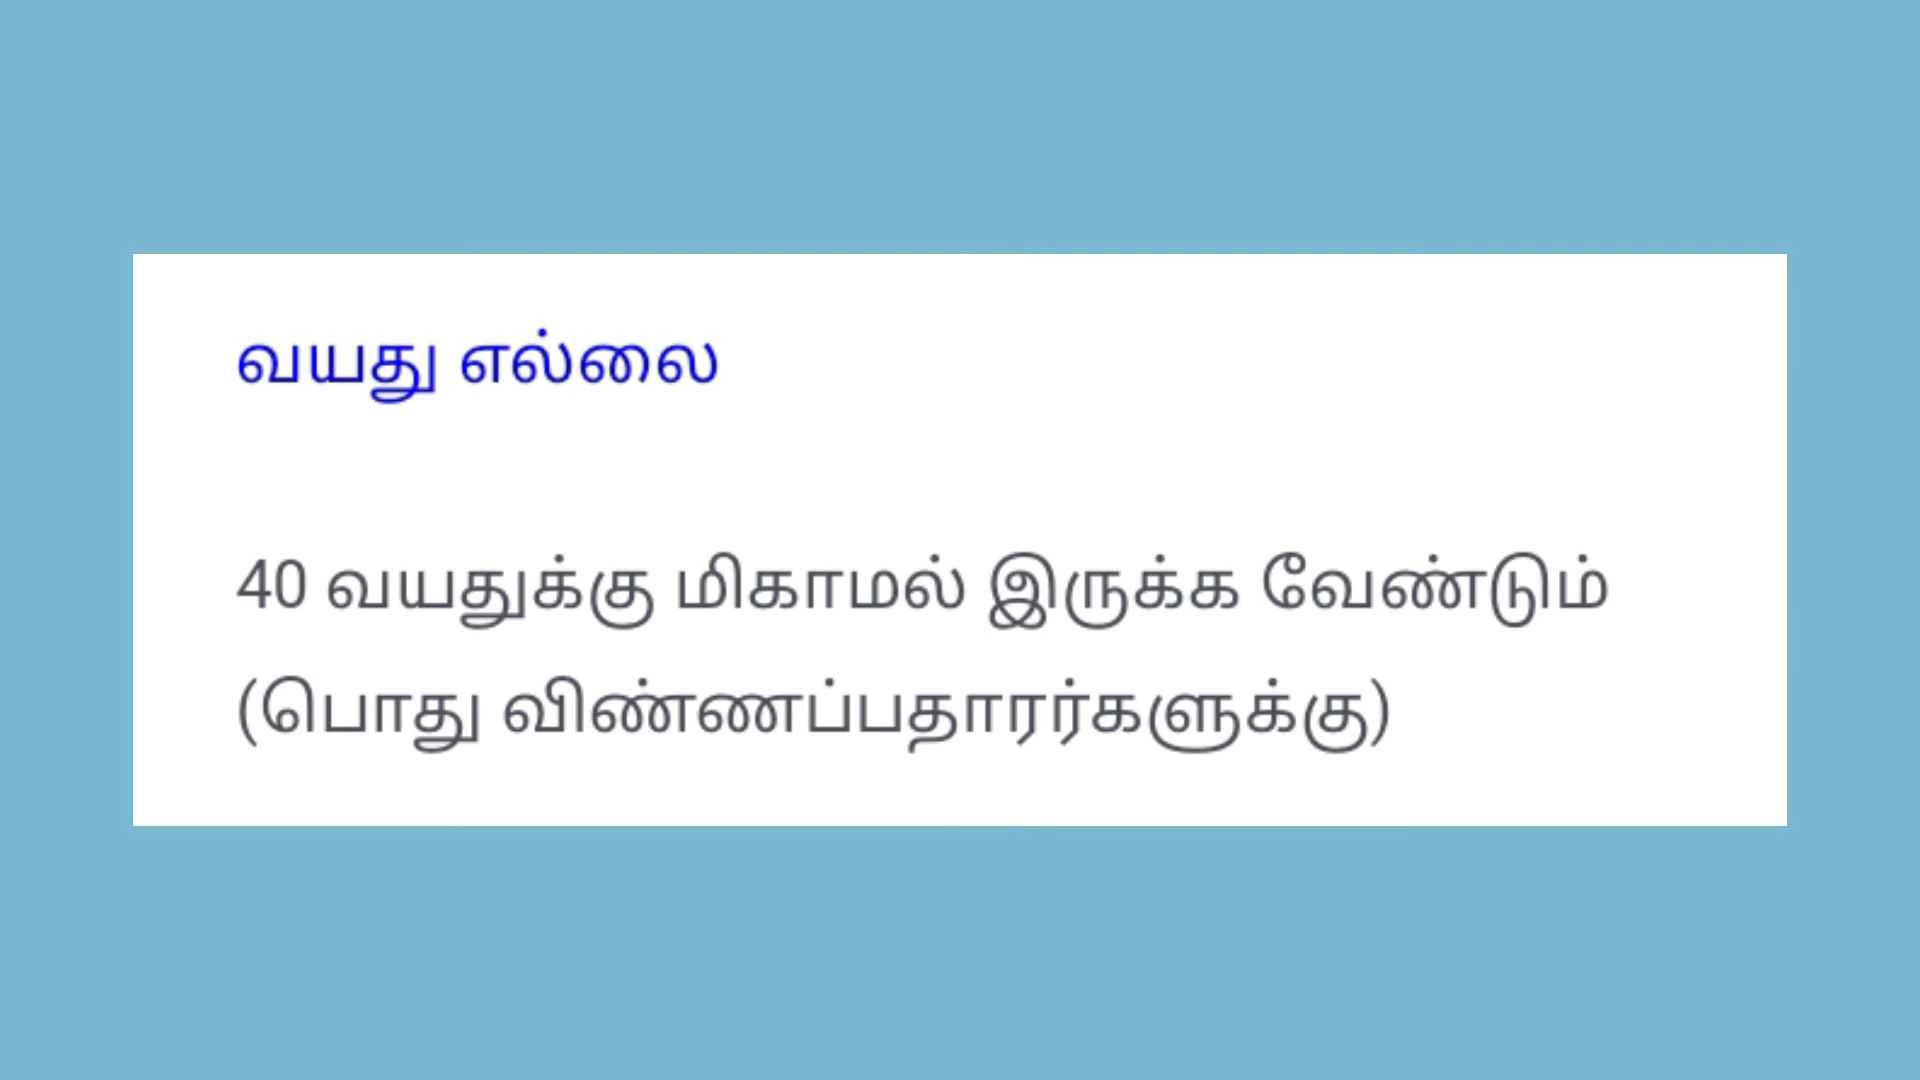 வயது எல்லை
40 வயதுக்கு மிகாமல் இருக்க வேண்டும்
(பொது விண்ணப்பதாரர்களுக்கு)